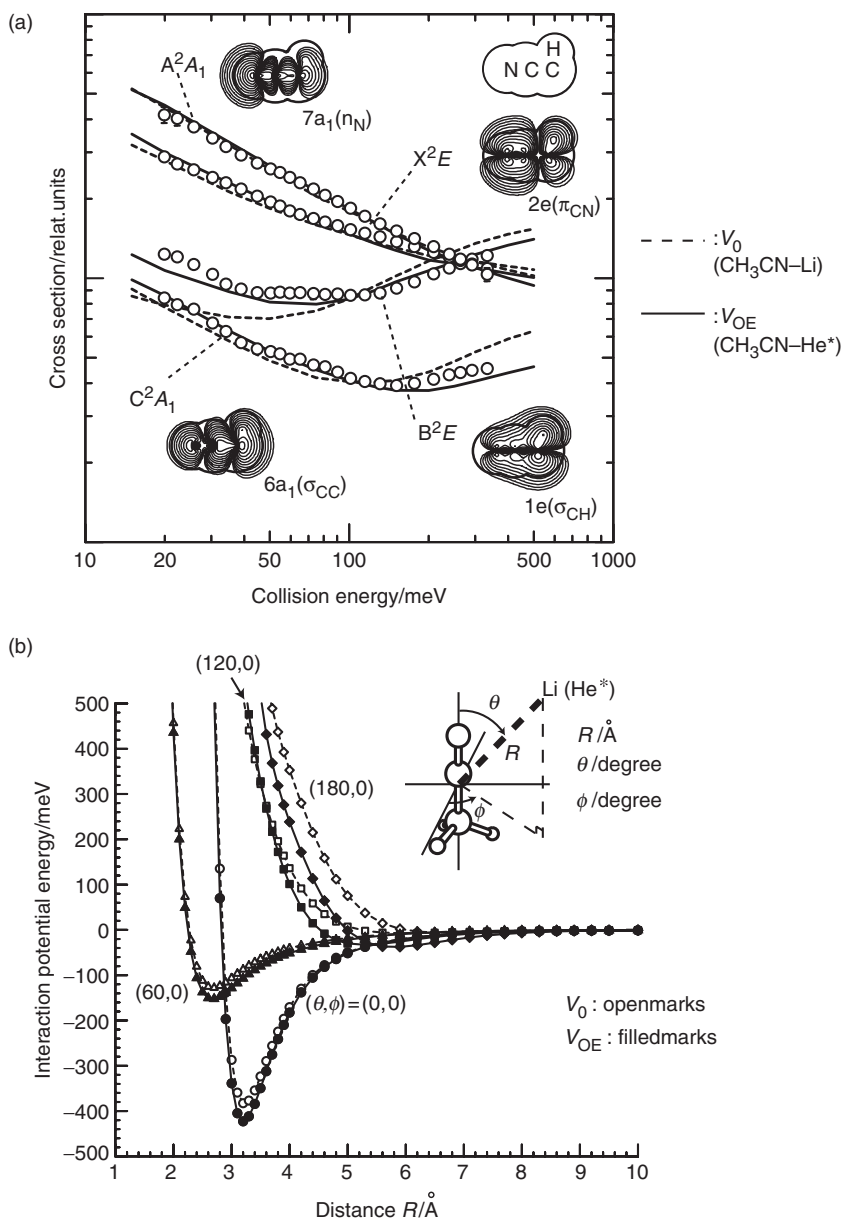 (a)
A²A₁
7a₁(n_N)
H
N C C
X²E
2e(π_CN)
C²A₁
6a₁(σ_CC)
B²E
1e(σ_CH)
Cross section/relat.units
10
50
100
500
1000
Collision energy/meV
:V₀
(CH₃CN–Li)
:V_OE
(CH₃CN–He*)
(b)
(120,0)
(180,0)
(60,0)
(θ,ϕ)=(0,0)
Li (He*)
θ
R
ϕ
R/Å
θ/degree
ϕ/degree
V₀ : openmarks
V_OE : filledmarks
Interaction potential energy/meV
500
400
300
200
100
0
–100
–200
–300
–400
–500
1 2 3 4 5 6 7 8 9 10
Distance R/Å